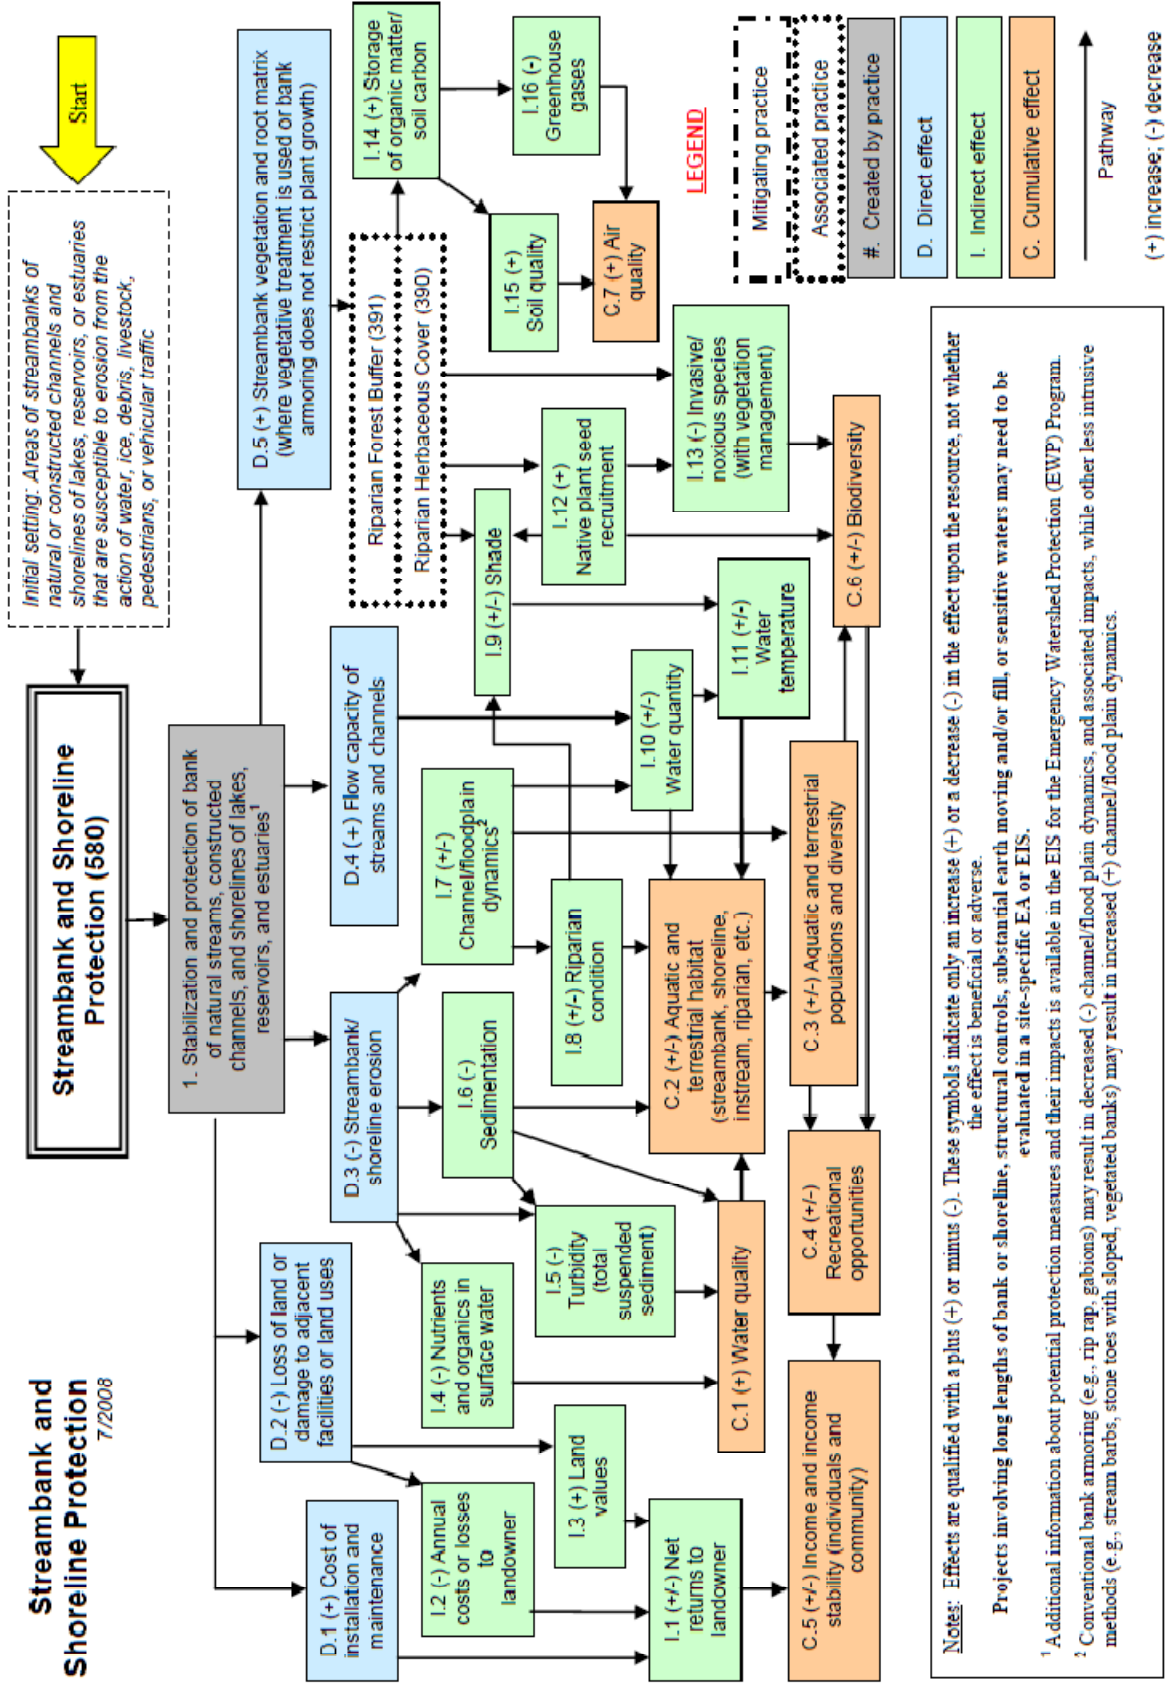 Streambank and
Shoreline Protection
7/2008
Streambank and Shoreline
Protection (580)
Initial setting: Areas of streambanks of
natural or constructed channels and
shorelines of lakes, reservoirs, or estuaries
that are susceptible to erosion from the
action of water, ice, debris, livestock,
pedestrians, or vehicular traffic
Start
1. Stabilization and protection of bank
of natural streams, constructed
channels, and shorelines of lakes,
reservoirs, and estuaries1
D.1 (+) Cost of
installation and
maintenance
D.2 (-) Loss of land or
damage to adjacent
facilities or land uses
D.3 (-) Streambank/
shoreline erosion
D.4 (+) Flow capacity of
streams and channels
D.5 (+) Streambank vegetation and root matrix
(where vegetative treatment is used or bank
armoring does not restrict plant growth)
I.2 (-) Annual
costs or losses
to
landowner
I.4 (-) Nutrients
and organics in
surface water
I.6 (-)
Sedimentation
I.7 (+/-)
Channel/floodplain
dynamics2
Riparian Forest Buffer (391)
Riparian Herbaceous Cover (390)
I.14 (+) Storage
of organic matter/
soil carbon
I.3 (+) Land
values
I.5 (-)
Turbidity
(total
suspended
sediment)
I.8 (+/-) Riparian
condition
I.9 (+/-) Shade
I.12 (+)
Native plant seed
recruitment
I.15 (+)
Soil quality
I.16 (-)
Greenhouse
gases
I.1 (+/-) Net
returns to
landowner
C.1 (+) Water quality
C.2 (+/-) Aquatic and
terrestrial habitat
(streambank, shoreline,
instream, riparian, etc.)
I.10 (+/-)
Water quantity
I.11 (+/-)
Water
temperature
I.13 (-) Invasive/
noxious species
(with vegetation
management)
C.7 (+) Air
quality
C.5 (+/-) Income and income
stability (individuals and
community)
C.4 (+/-)
Recreational
opportunities
C.3 (+/-) Aquatic and terrestrial
populations and diversity
C.6 (+/-) Biodiversity
LEGEND
Mitigating practice
Associated practice
#. Created by practice
D. Direct effect
I. Indirect effect
C. Cumulative effect
Pathway
(+) increase; (-) decrease
Notes: Effects are qualified with a plus (+) or minus (-). These symbols indicate only an increase (+) or a decrease (-) in the effect upon the resource, not whether
the effect is beneficial or adverse.
Projects involving long lengths of bank or shoreline, structural controls, substantial earth moving and/or fill, or sensitive waters may need to be
evaluated in a site-specific EA or EIS.
1 Additional information about potential protection measures and their impacts is available in the EIS for the Emergency Watershed Protection (EWP) Program.
2 Conventional bank armoring (e.g., rip rap, gabions) may result in decreased (-) channel/flood plain dynamics, and associated impacts, while other less intrusive
methods (e.g., stream barbs, stone toes with sloped, vegetated banks) may result in increased (+) channel/flood plain dynamics.